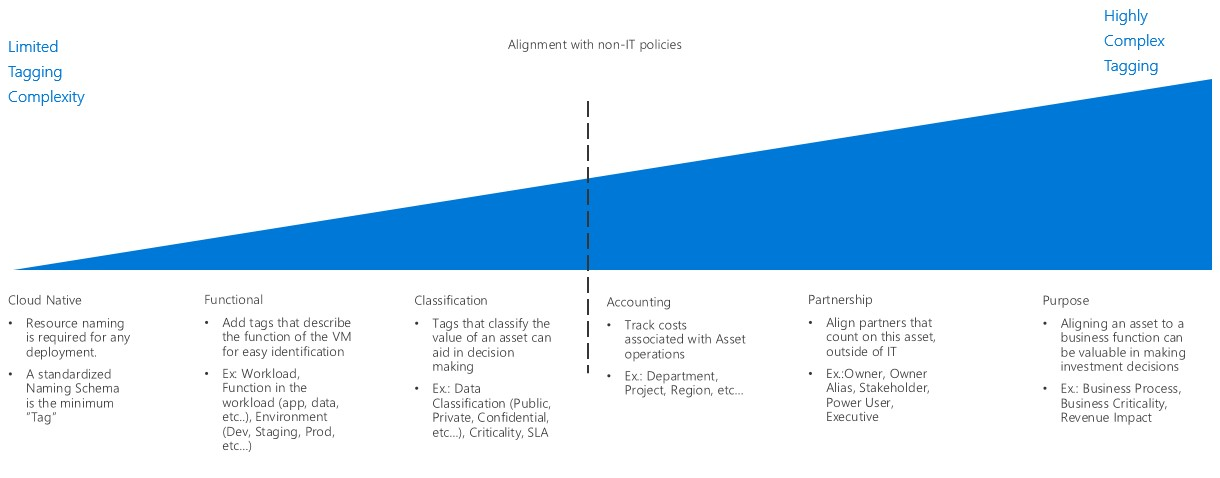 Limited
Tagging
Complexity
Alignment with non-IT policies
Highly
Complex
Tagging
Cloud Native
• Resource naming
is required for any
deployment.
• A standardized
Naming Schema
is the minimum
“Tag”
Functional
• Add tags that describe
the function of the VM
for easy identification
• Ex: Workload,
Function in the
workload (app, data,
etc..), Environment
(Dev, Staging, Prod,
etc...)
Classification
• Tags that classify the
value of an asset can
aid in decision
making
• Ex.: Data
Classification (Public,
Private, Confidential,
etc...), Criticality, SLA
Accounting
• Track costs
associated with Asset
operations
• Ex.: Department,
Project, Region, etc...
Partnership
• Align partners that
count on this asset,
outside of IT
• Ex.:Owner, Owner
Alias, Stakeholder,
Power User,
Executive
Purpose
• Aligning an asset to a
business function can
be valuable in making
investment decisions
• Ex.: Business Process,
Business Criticality,
Revenue Impact